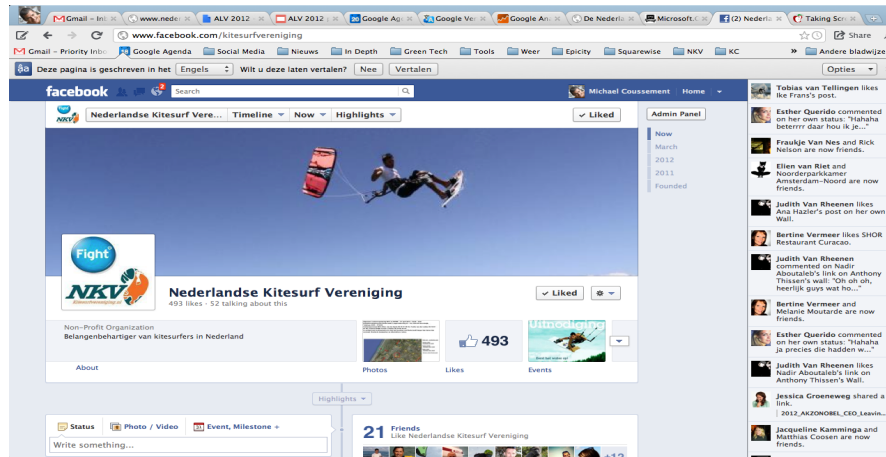 Gmail – In
www.neder
ALV 2012 –
ALV 2012
Google Ag
Google Ver
Google An
De Nederla
Microsoft.C
(2) Nederla
Taking Scr
www.facebook.com/kitesurfvereniging
Share
Gmail – Priority Inbo
Google Agenda
Social Media
Nieuws
In Depth
Green Tech
Tools
Weer
Epicity
Squarewise
NKV
KC
»
Andere bladwijze
Deze pagina is geschreven in het Engels Wilt u deze laten vertalen? Nee Vertalen Opties
facebook 2 Search Michael Coussement Home
Nederlandse Kitesurf Vere... Timeline Now Highlights Liked Admin Panel
Now
March
2012
2011
Founded
Fight
NKV
Nederlandse Kitesurf Vereniging
493 likes · 52 talking about this
Liked
Non-Profit Organization
Belangenbehartiger van kitesurfers in Nederland
About
Photos
493
Likes
Uitnodiging
Events
Highlights
Status Photo / Video Event, Milestone +
Write something...
21 Friends
Like Nederlandse Kitesurf Vereniging
+12
Tobias van Tellingen likes
Ike Frans's post.
Esther Querido commented
on her own status: "Hahaha
beterrrr daar hou ik je..."
Fraukje Van Nes and Rick
Nelson are now friends.
Elien van Riet and
Noorderparkkamer
Amsterdam-Noord are now
friends.
Judith Van Rheenen likes
Ana Hazler's post on her own
Wall.
Bertine Vermeer likes SHOR
Restaurant Curacao.
Judith Van Rheenen
commented on Nadir
Aboutaleb's link on Anthony
Thissen's wall: "Oh oh oh,
heerlijk guys wat ho..."
Bertine Vermeer and
Melanie Moutarde are now
friends.
Esther Querido commented
on her own status: "Hahaha
ja precies die hadden w..."
Judith Van Rheenen likes
Nadir Aboutaleb's link on
Anthony Thissen's Wall.
Jessica Groeneweg shared a
link.
2012_AKZONOBEL_CEO_Leavin...
Jacqueline Kamminga and
Matthias Coosen are now
friends.